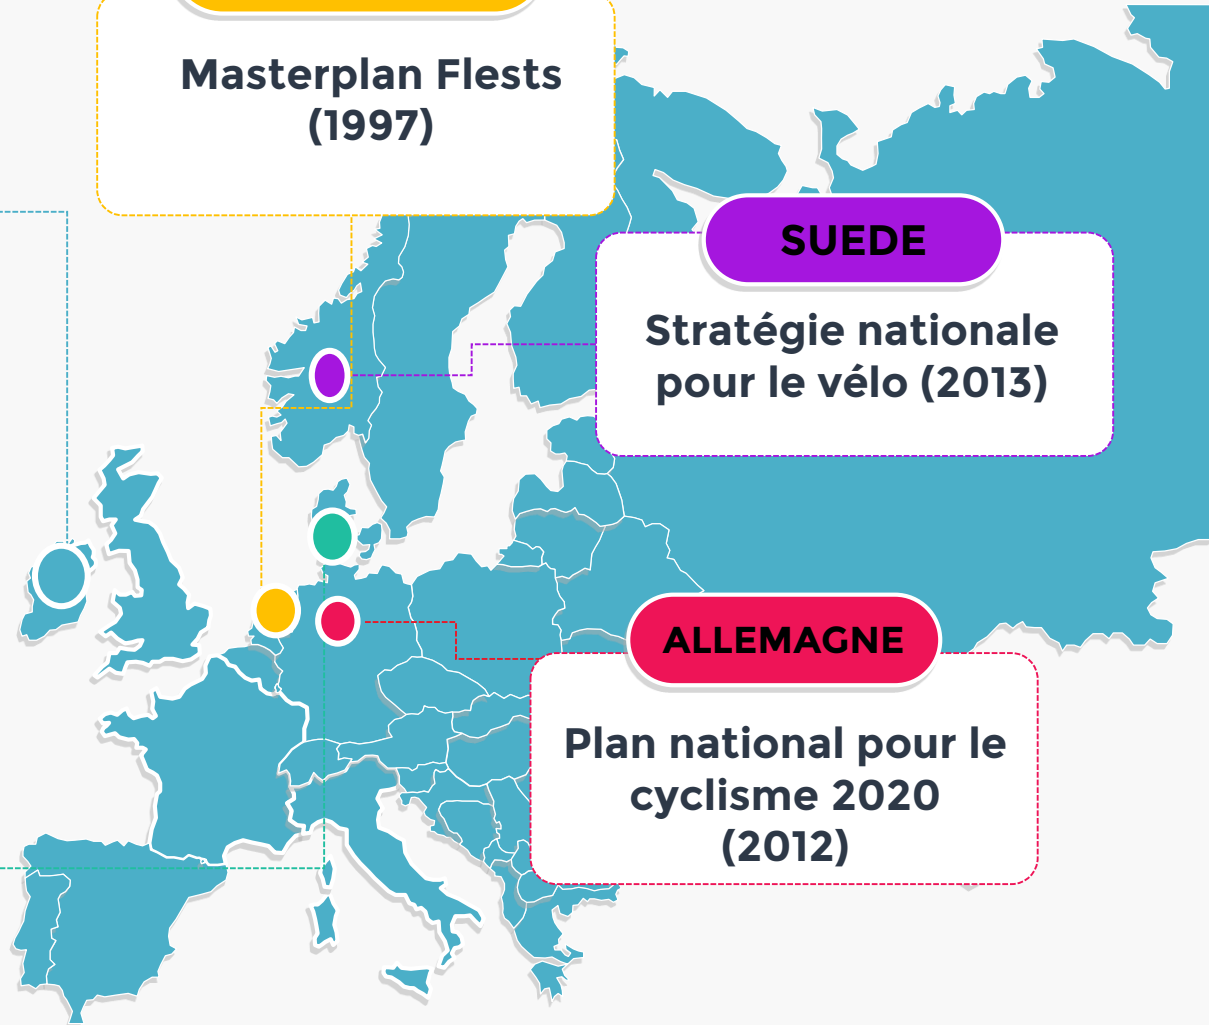 Masterplan Flests
(1997)
SUEDE
Stratégie nationale
pour le vélo (2013)
ALLEMAGNE
Plan national pour le
cyclisme 2020
(2012)